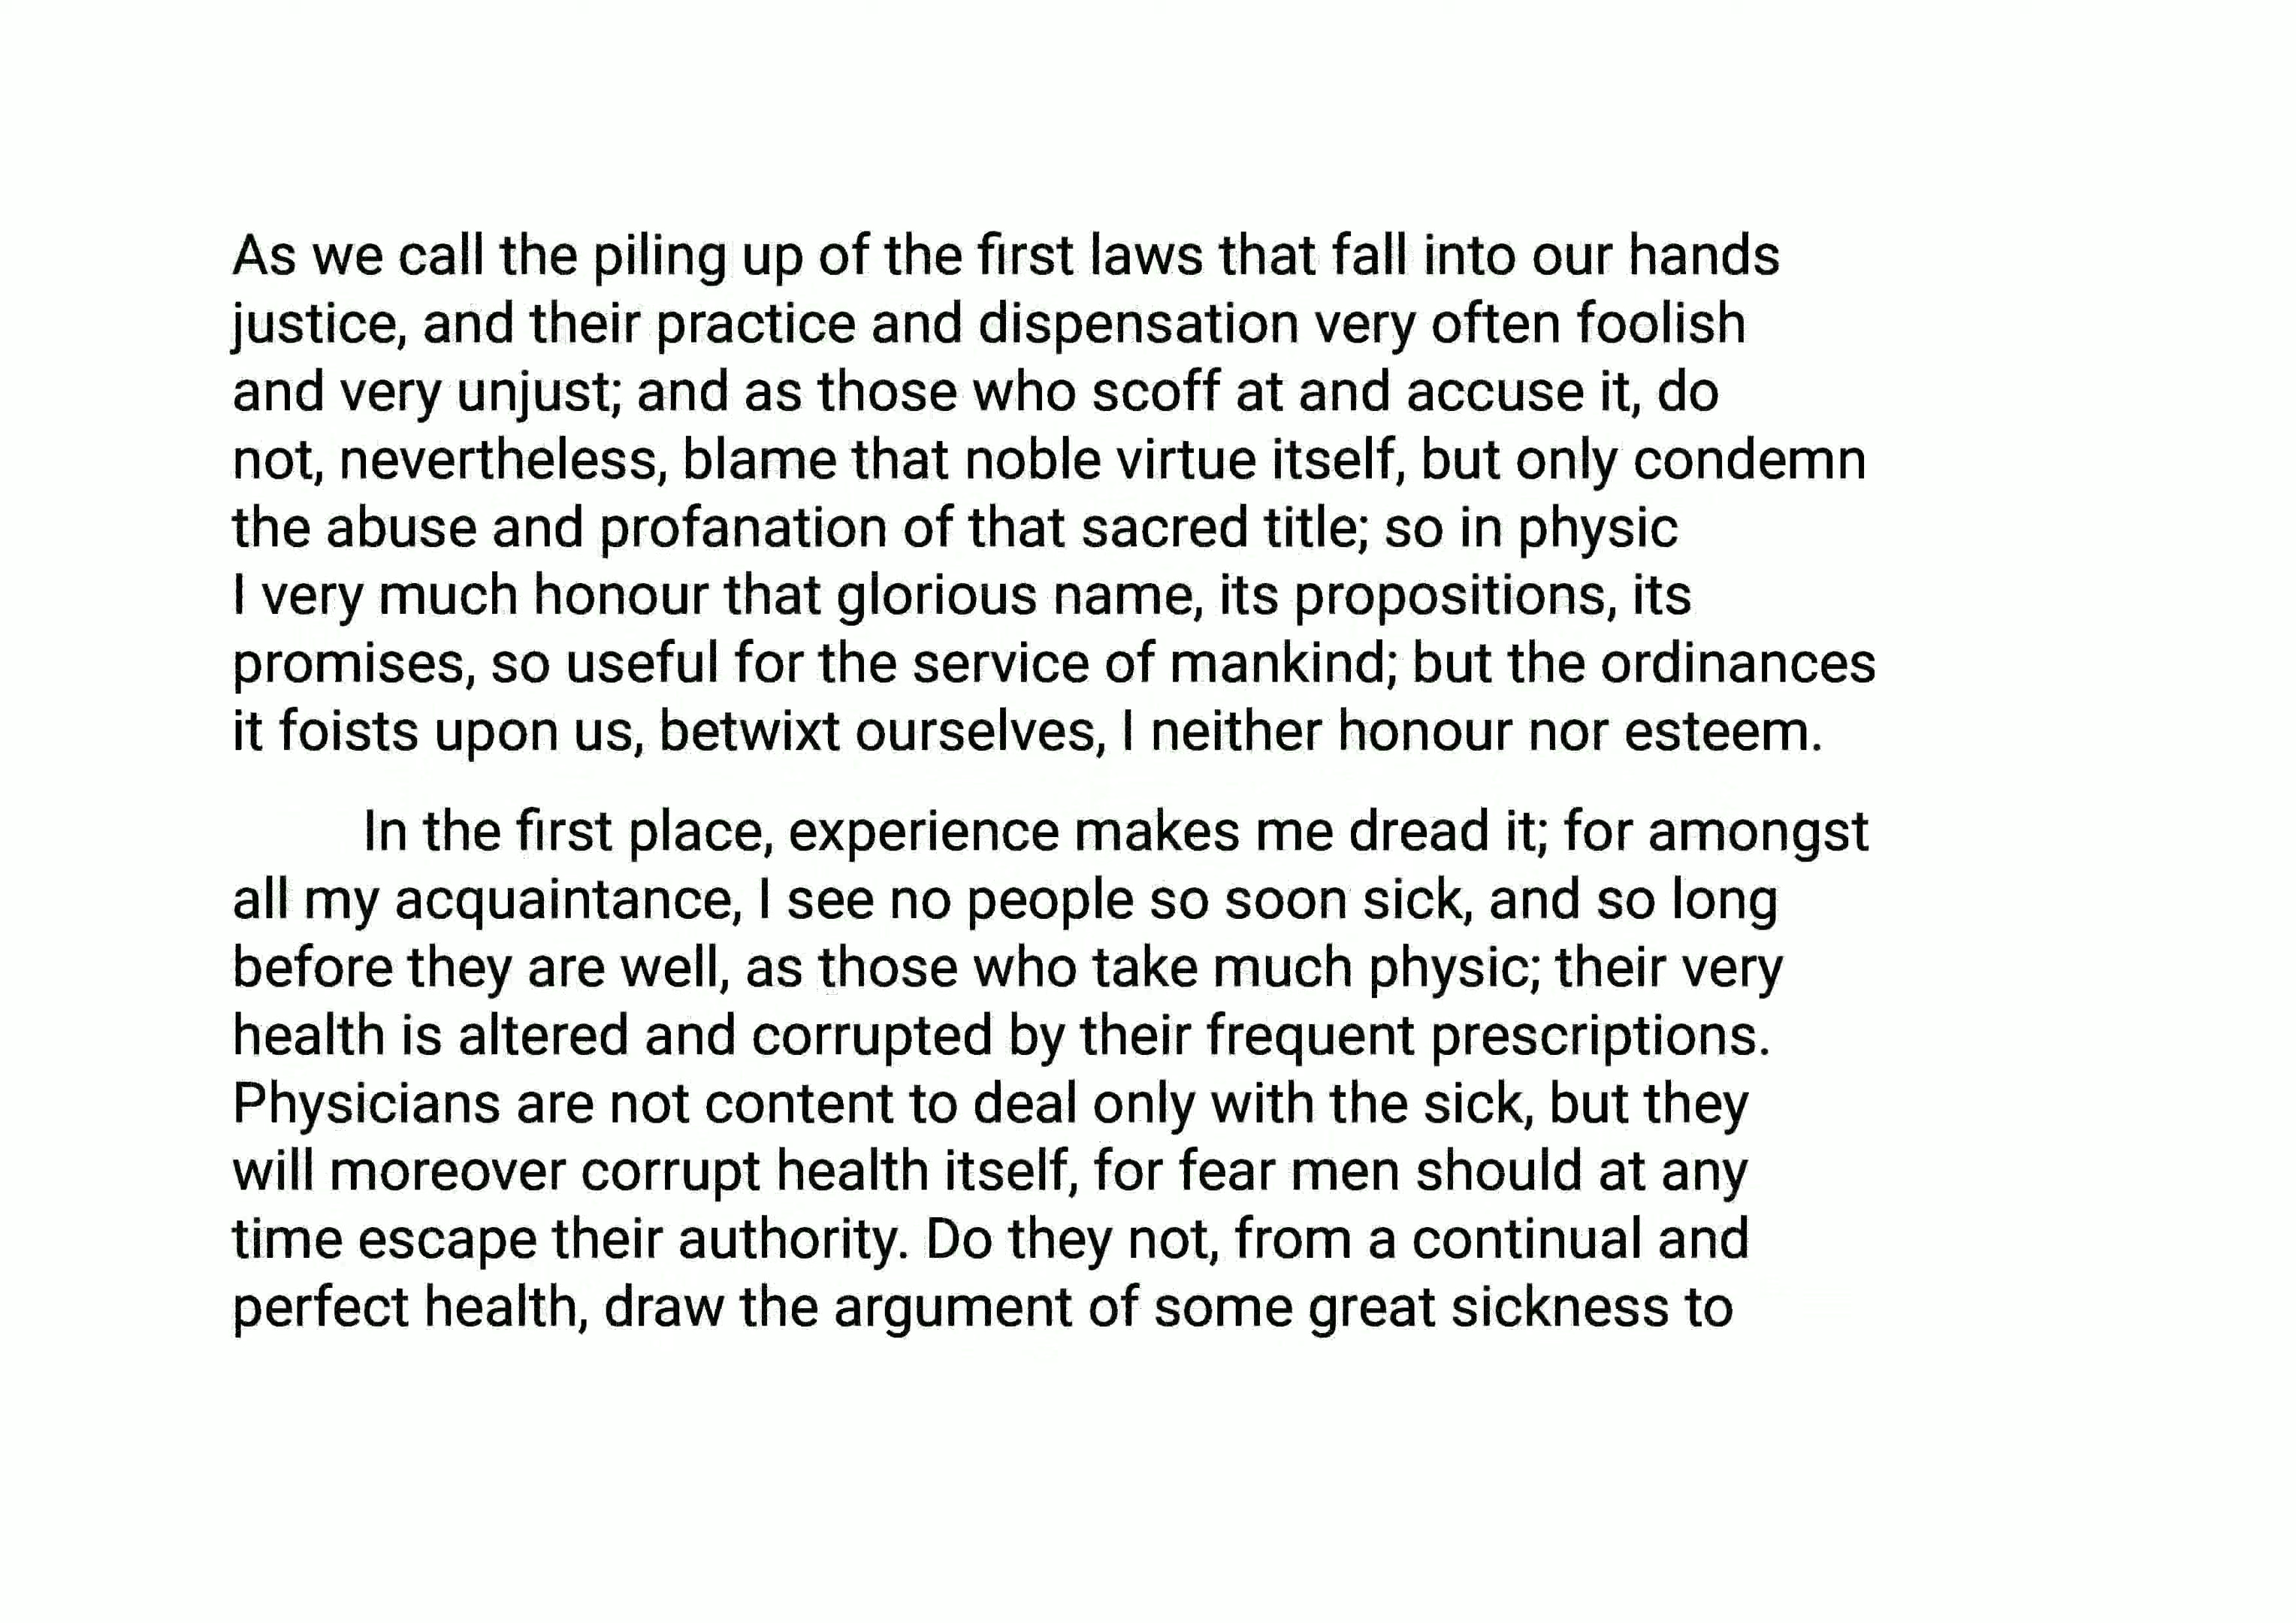 As we call the piling up of the first laws that fall into our hands
justice, and their practice and dispensation very often foolish
and very unjust; and as those who scoff at and accuse it, do
not, nevertheless, blame that noble virtue itself, but only condemn
the abuse and profanation of that sacred title; so in physic
I very much honour that glorious name, its propositions, its
promises, so useful for the service of mankind; but the ordinances
it foists upon us, betwixt ourselves, I neither honour nor esteem.
In the first place, experience makes me dread it; for amongst
all my acquaintance, I see no people so soon sick, and so long
before they are well, as those who take much physic; their very
health is altered and corrupted by their frequent prescriptions.
Physicians are not content to deal only with the sick, but they
will moreover corrupt health itself, for fear men should at any
time escape their authority. Do they not, from a continual and
perfect health, draw the argument of some great sickness to